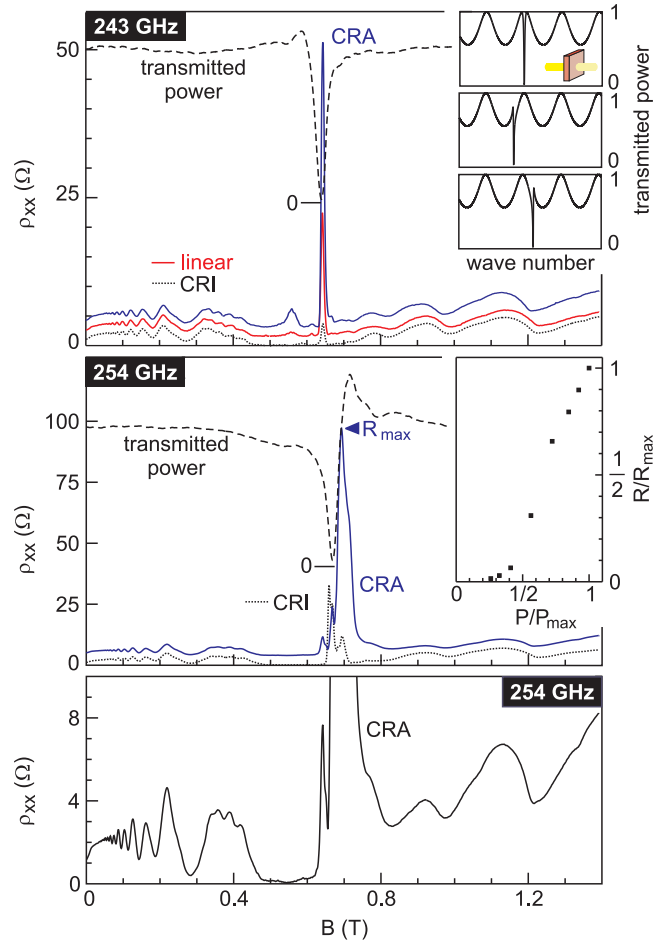 243 GHz
CRA
transmitted
power
0
50
25
0
ρxx (Ω)
linear
CRI
1
0
1
0
1
0
transmitted power
wave number
254 GHz
transmitted
power
Rmax
0
CRA
CRI
100
75
50
25
0
ρxx (Ω)
1
1/2
0
R/Rmax
0
1/2
1
P/Pmax
254 GHz
CRA
8
4
0
ρxx (Ω)
0
0.4
0.8
1.2
B (T)